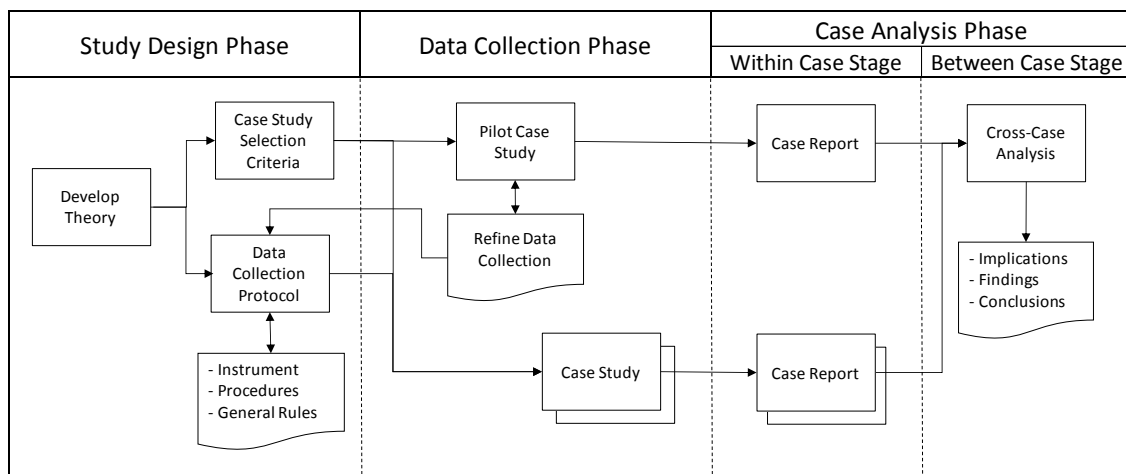 Study Design Phase
Data Collection Phase
Case Analysis Phase
Within Case Stage
Between Case Stage
Develop
Theory
Case Study
Selection
Criteria
Data
Collection
Protocol
- Instrument
- Procedures
- General Rules
Pilot Case
Study
Refine Data
Collection
Case Study
Case Report
Case Report
Cross-Case
Analysis
- Implications
- Findings
- Conclusions